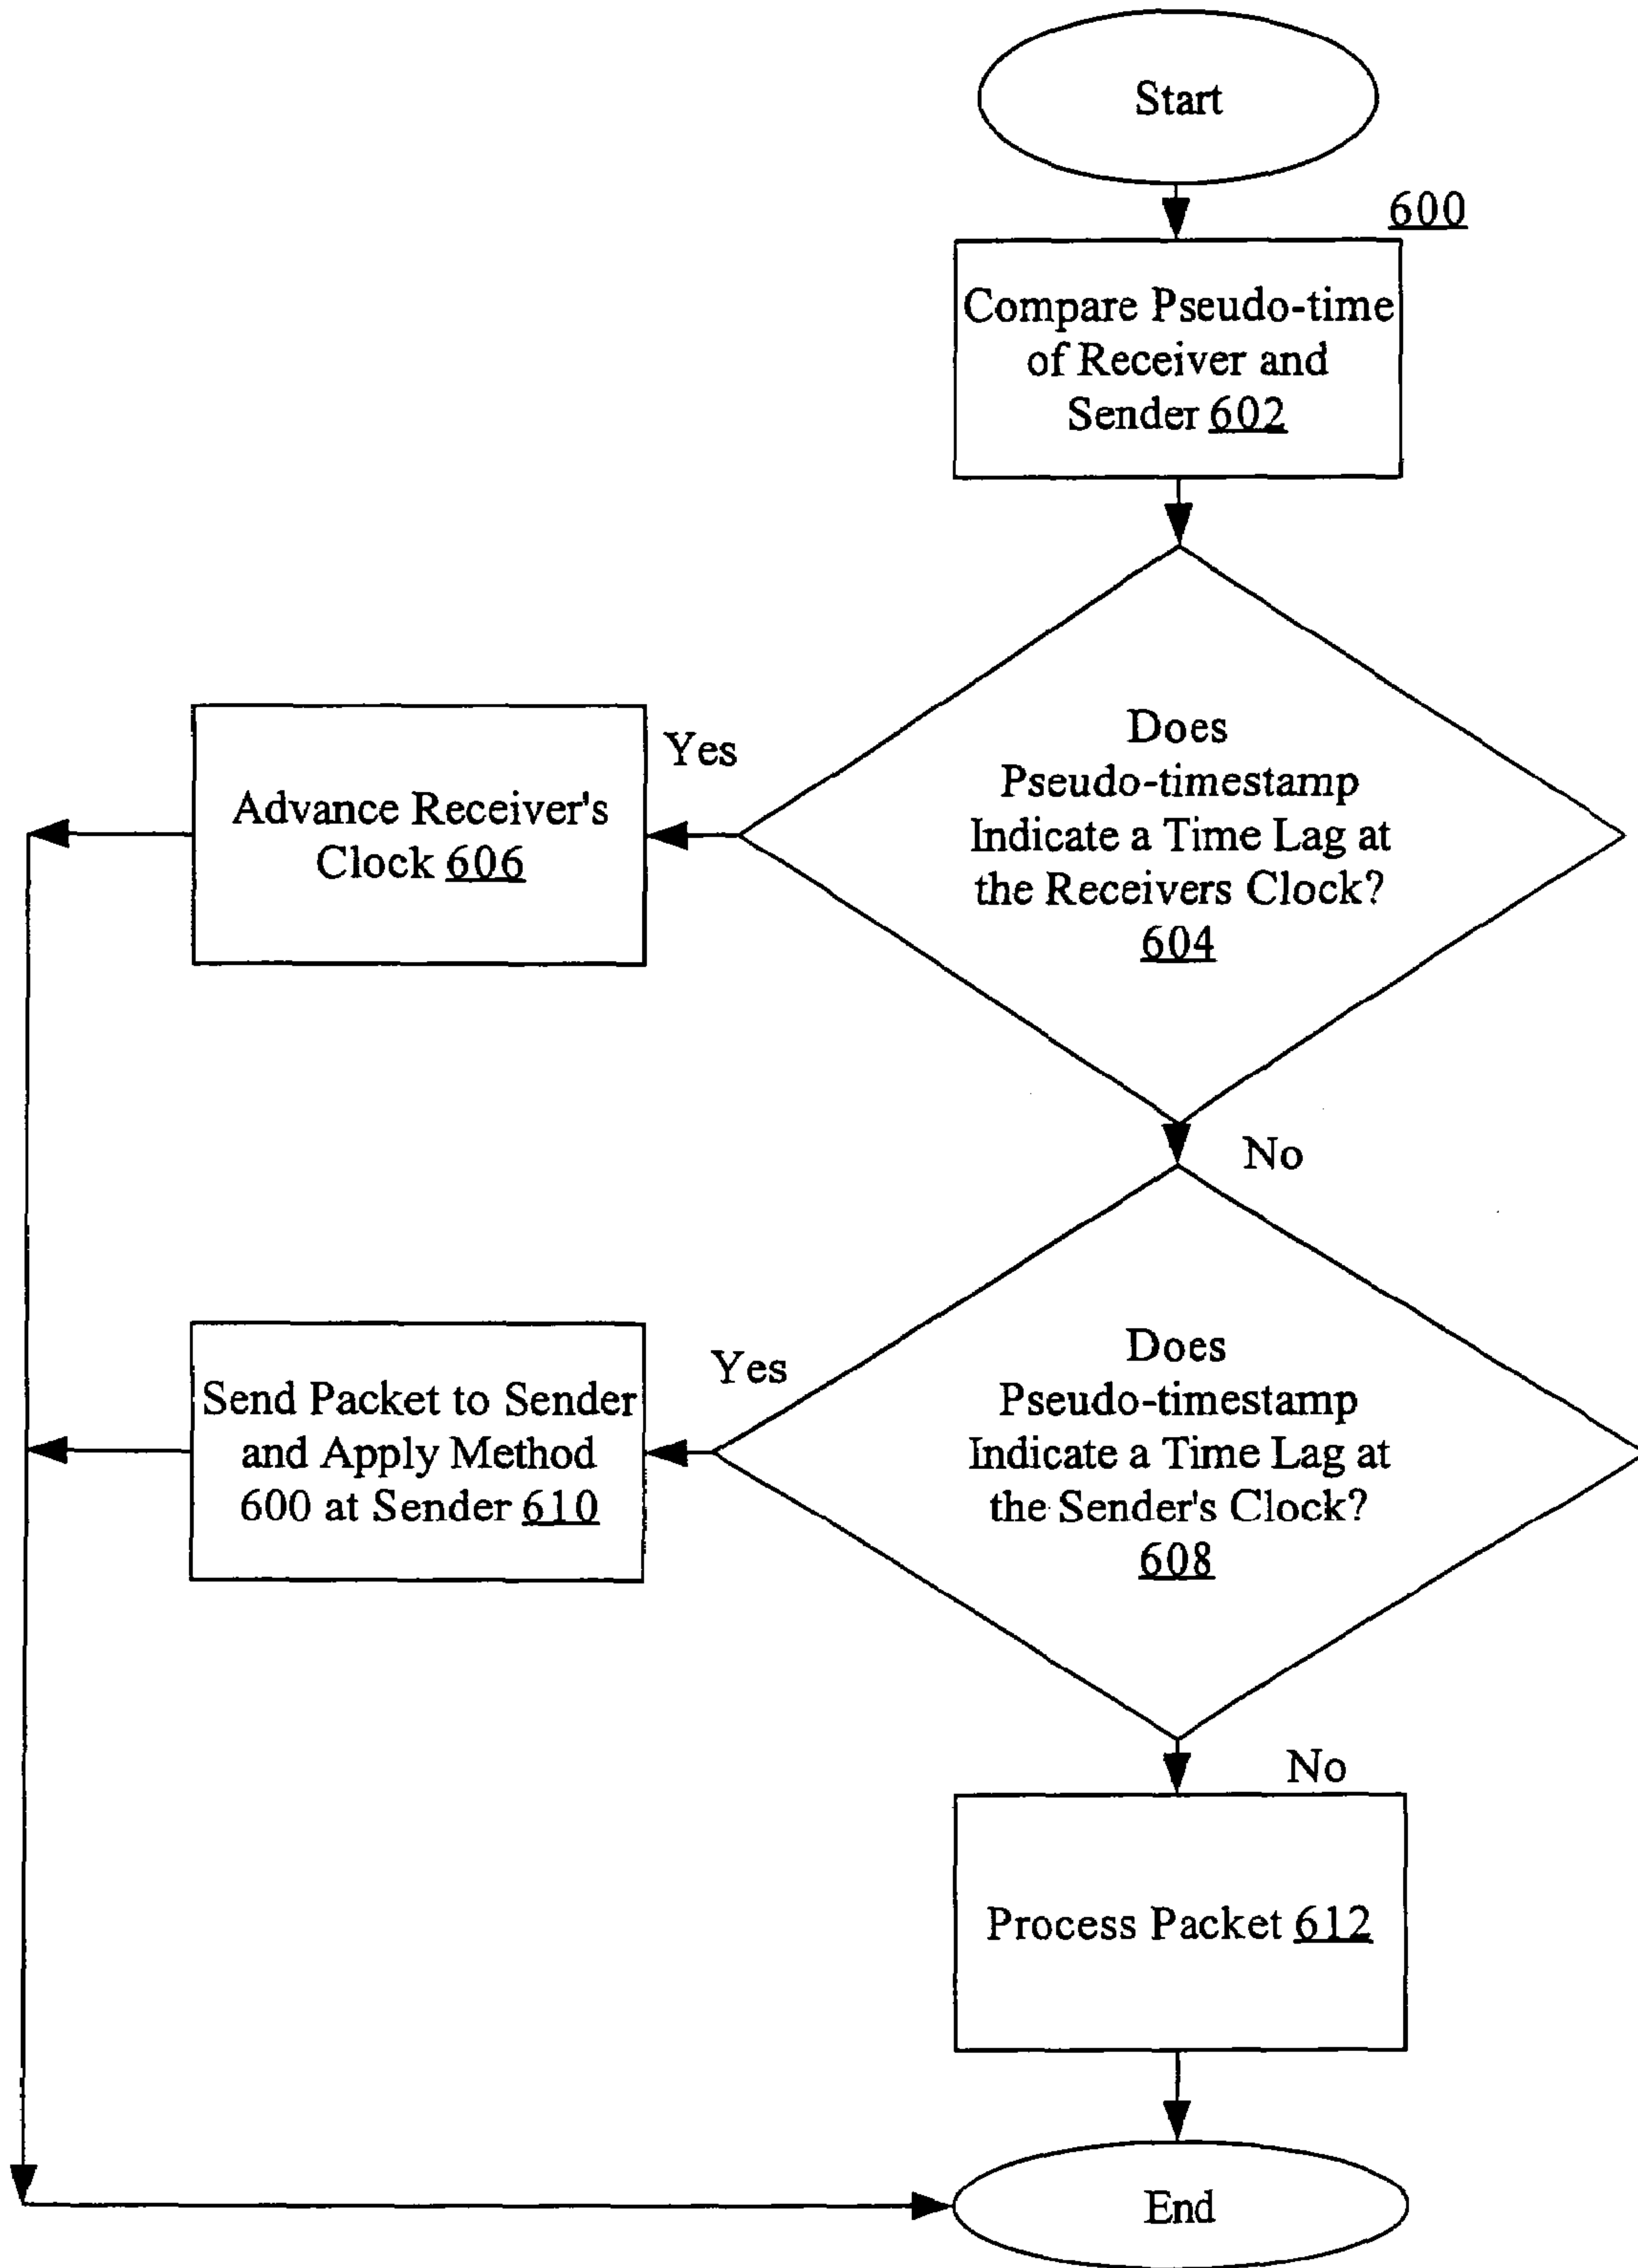 Start
600
Compare Pseudo-time
of Receiver and
Sender 602
Does
Pseudo-timestamp
Indicate a Time Lag at
the Receivers Clock?
604
Yes
Advance Receiver's
Clock 606
No
Does
Pseudo-timestamp
Indicate a Time Lag at
the Sender's Clock?
608
Yes
Send Packet to Sender
and Apply Method
600 at Sender 610
No
Process Packet 612
End